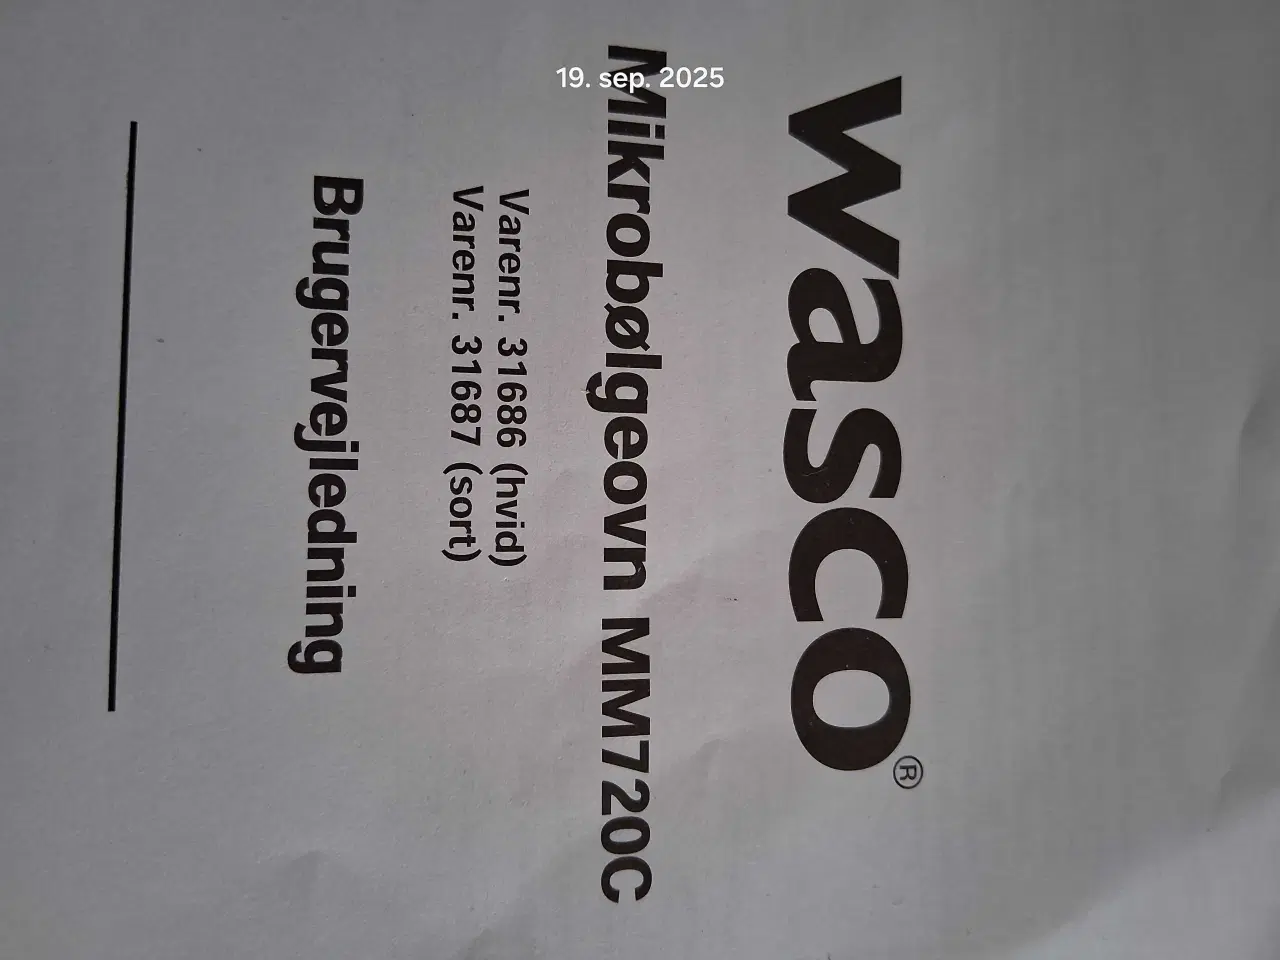 19. sep. 2025
wasco®
Mikrobølgeovn MM720C
Varenr. 31686 (hvid)
Varenr. 31687 (sort)
Brugervejledning